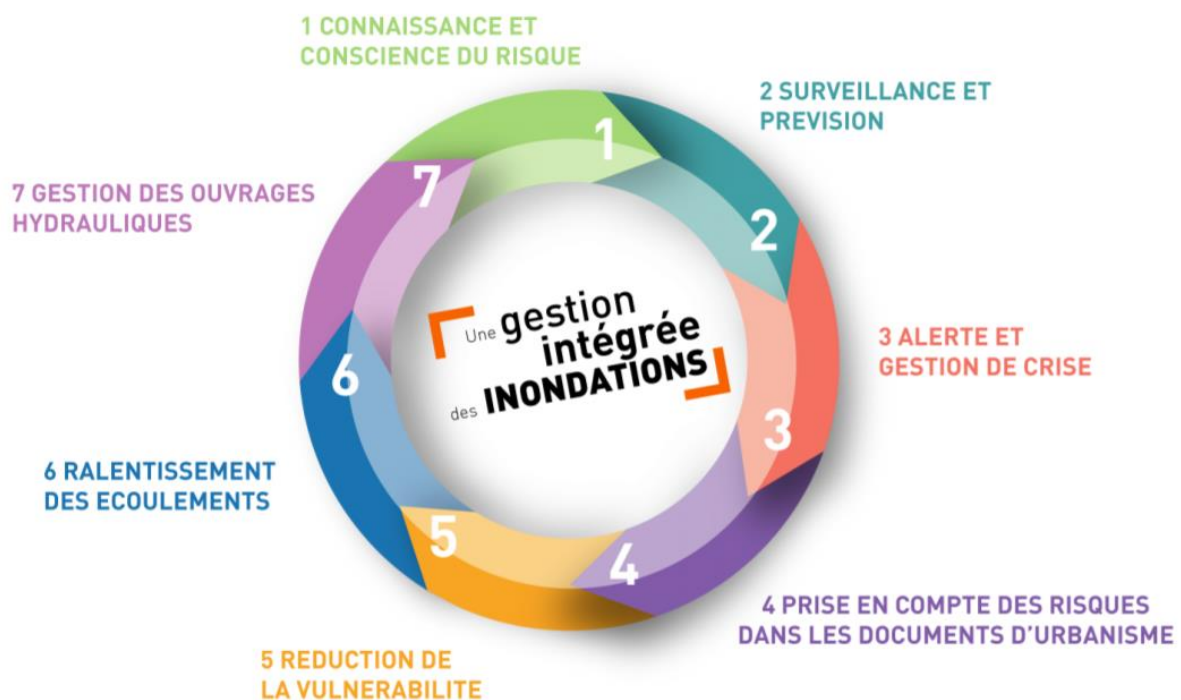 1 CONNAISSANCE ET
CONSCIENCE DU RISQUE
2 SURVEILLANCE ET
PREVISION
3 ALERTE ET
GESTION DE CRISE
4 PRISE EN COMPTE DES RISQUES
DANS LES DOCUMENTS D'URBANISME
5 REDUCTION DE
LA VULNERABILITE
6 RALENTISSEMENT
DES ECOULEMENTS
7 GESTION DES OUVRAGES
HYDRAULIQUES
1
2
3
4
5
6
7
Une gestion
intégrée
des INONDATIONS